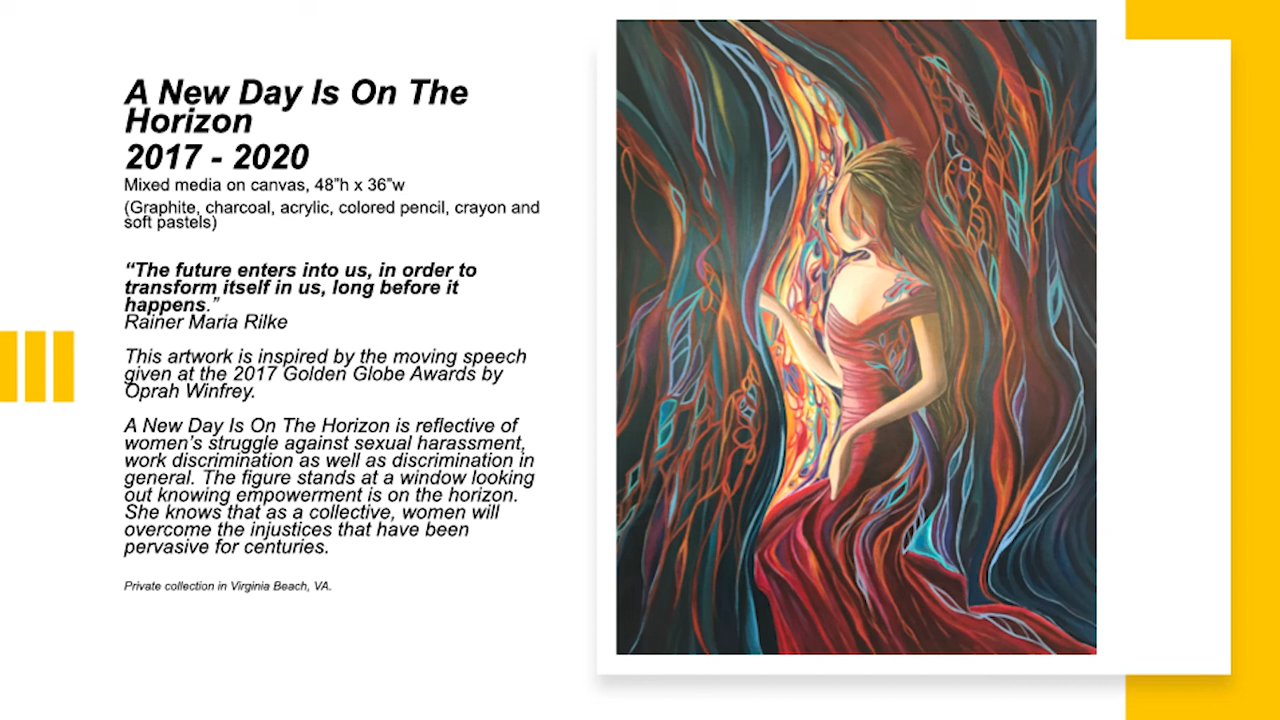 A New Day Is On The
Horizon
2017 - 2020
Mixed media on canvas, 48”h x 36”w
(Graphite, charcoal, acrylic, colored pencil, crayon and
soft pastels)
“The future enters into us, in order to
transform itself in us, long before it
happens.”
Rainer Maria Rilke
This artwork is inspired by the moving speech
given at the 2017 Golden Globe Awards by
Oprah Winfrey.
A New Day Is On The Horizon is reflective of
women’s struggle against sexual harassment,
work discrimination as well as discrimination in
general. The figure stands at a window looking
out knowing empowerment is on the horizon.
She knows that as a collective, women will
overcome the injustices that have been
pervasive for centuries.
Private collection in Virginia Beach, VA.